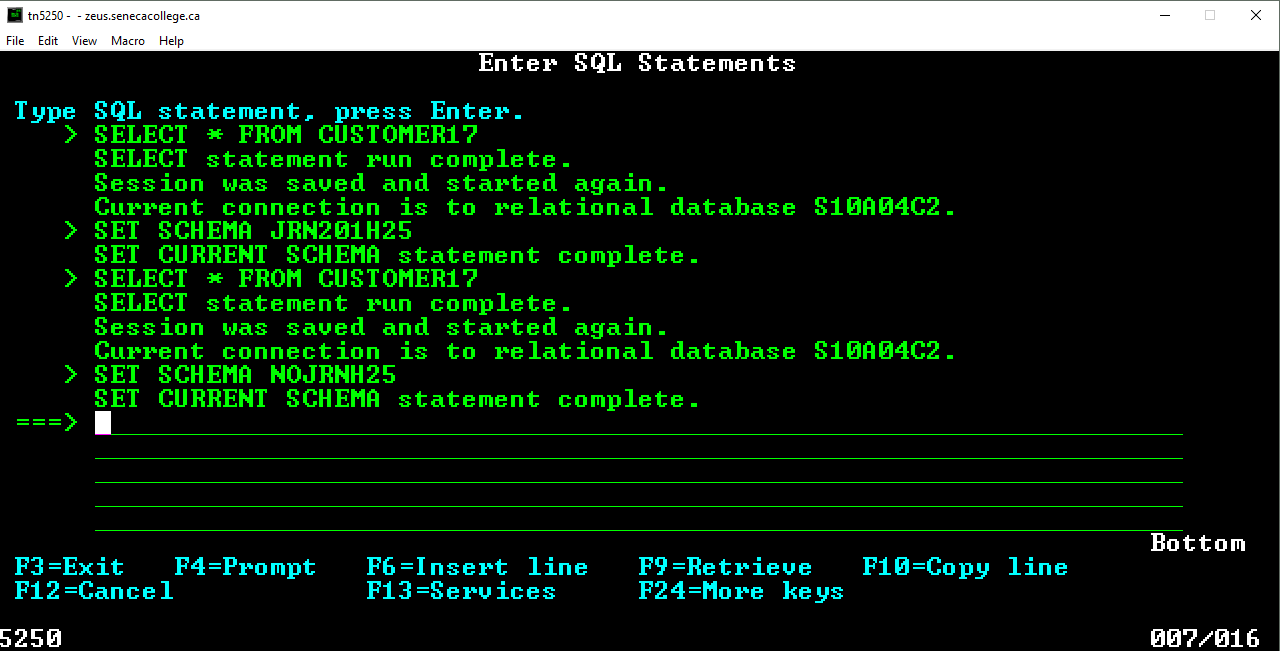 tn5250 - - zeus.senecacollege.ca
File Edit View Macro Help
Enter SQL Statements
Type SQL statement, press Enter.
> SELECT * FROM CUSTOMER17
SELECT statement run complete.
Session was saved and started again.
Current connection is to relational database S10A04C2.
> SET SCHEMA JRN201H25
SET CURRENT SCHEMA statement complete.
> SELECT * FROM CUSTOMER17
SELECT statement run complete.
Session was saved and started again.
Current connection is to relational database S10A04C2.
> SET SCHEMA NOJRNH25
SET CURRENT SCHEMA statement complete.
===>
Bottom
F3=Exit F4=Prompt F6=Insert line F9=Retrieve F10=Copy line
F12=Cancel F13=Services F24=More keys
5250 007/016